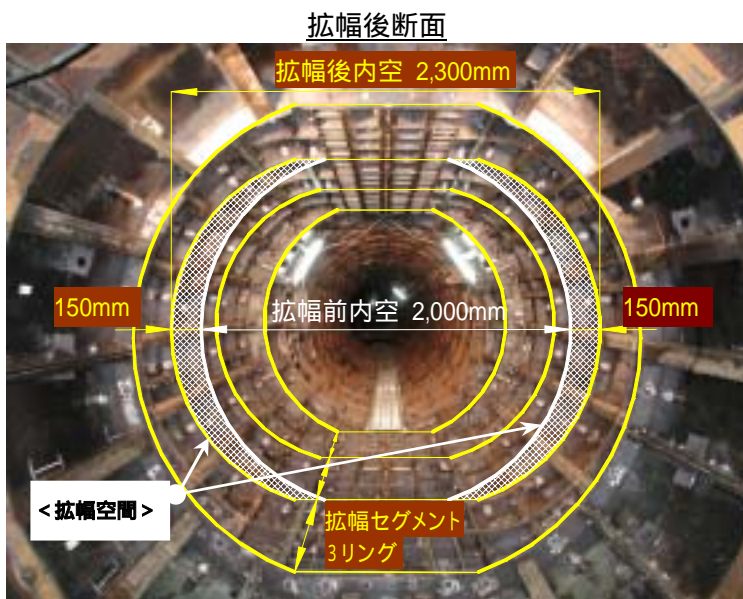 拡幅後断面
拡幅後内空 2,300mm
150mm
拡幅前内空 2,000mm
150mm
<拡幅空間>
拡幅セグメント
3リング